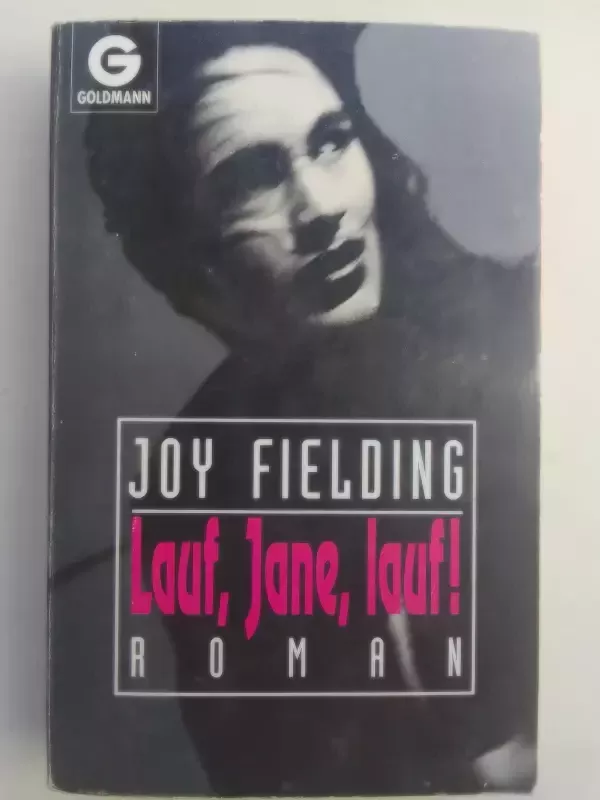 G
GOLDMANN
JOY FIELDING
Lauf, Jane, lauf!
ROMAN